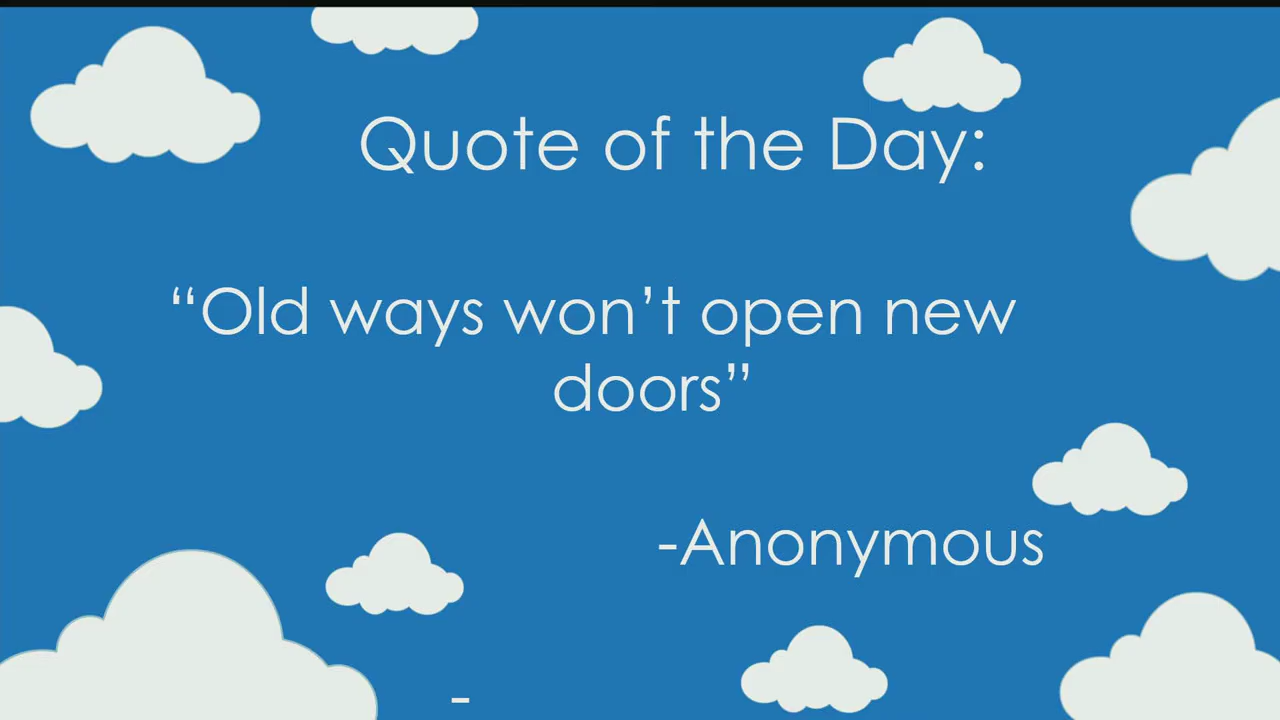 Quote of the Day:
“Old ways won’t open new
doors”
-Anonymous
-